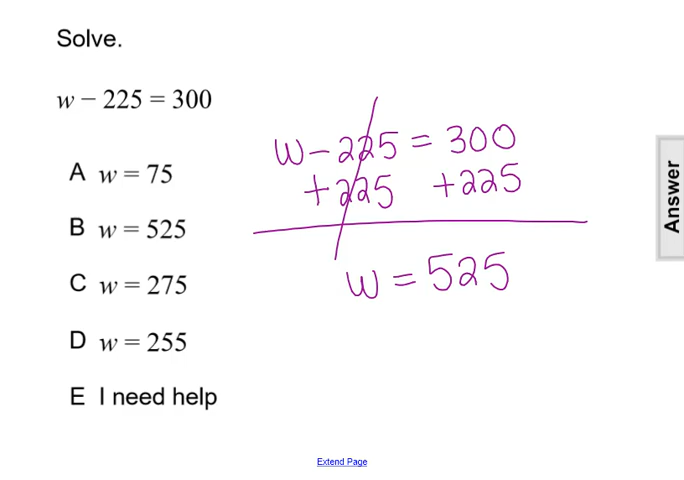 Solve.
w − 225 = 300
A w = 75
B w = 525
C w = 275
D w = 255
E I need help
w − 225 = 300
+225 +225
w = 525
Answer
Extend Page